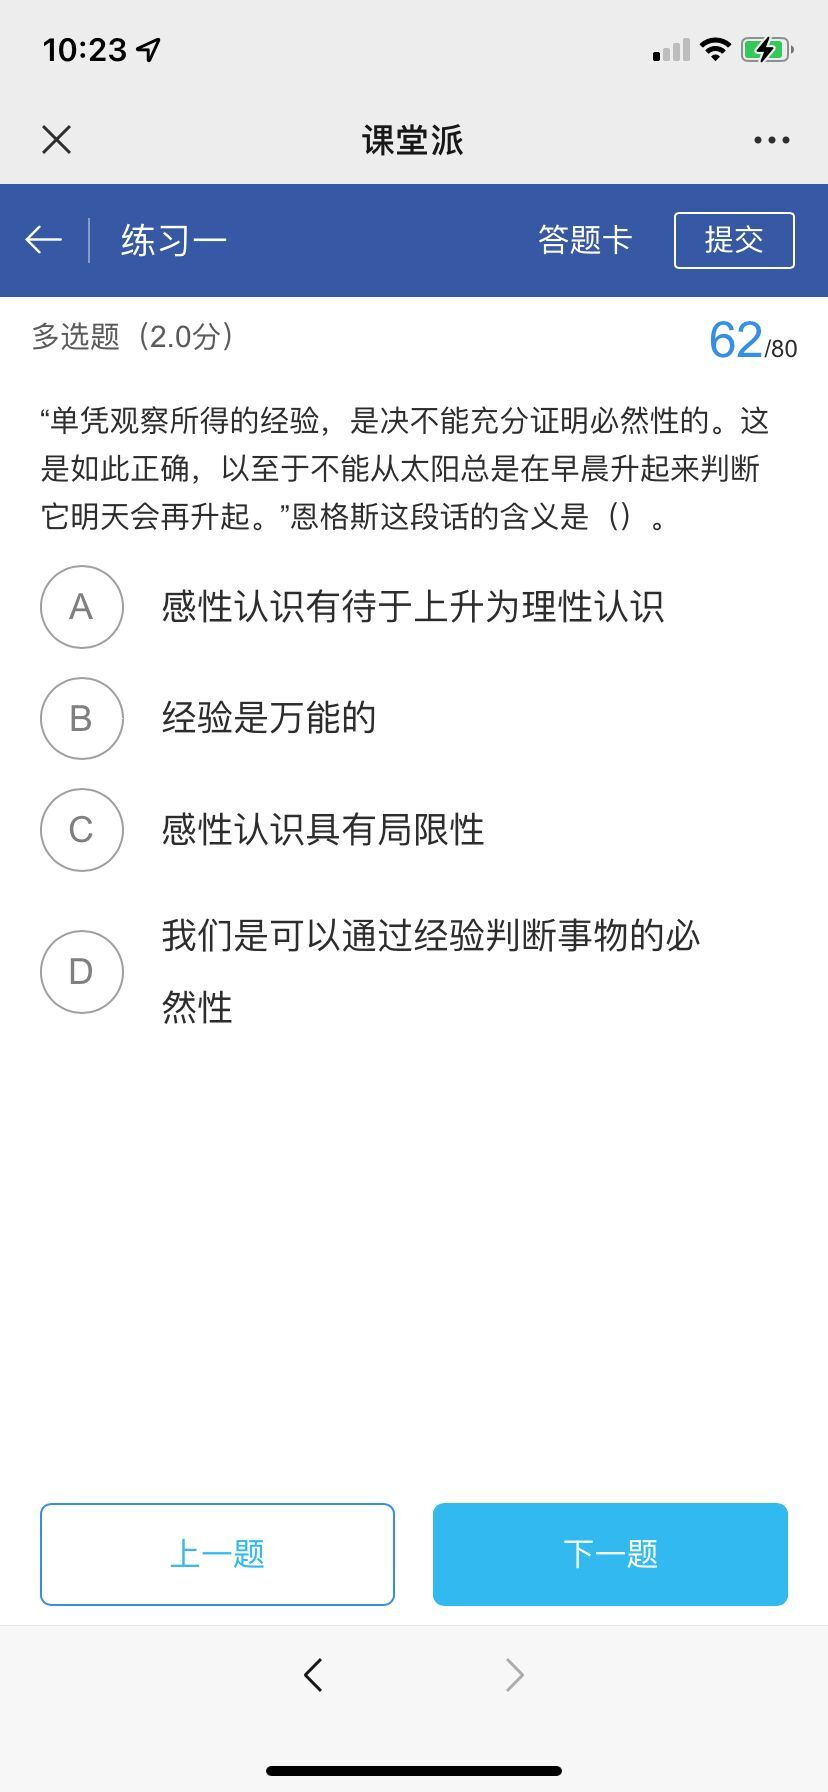 10:23
课堂派
练习一
答题卡
提交
多选题（2.0分）
62/80
“单凭观察所得的经验，是决不能充分证明必然性的。这
是如此正确，以至于不能从太阳总是在早晨升起来判断
它明天会再升起。”恩格斯这段话的含义是（）。
A 感性认识有待于上升为理性认识
B 经验是万能的
C 感性认识具有局限性
D 我们是可以通过经验判断事物的必
然性
上一题
下一题